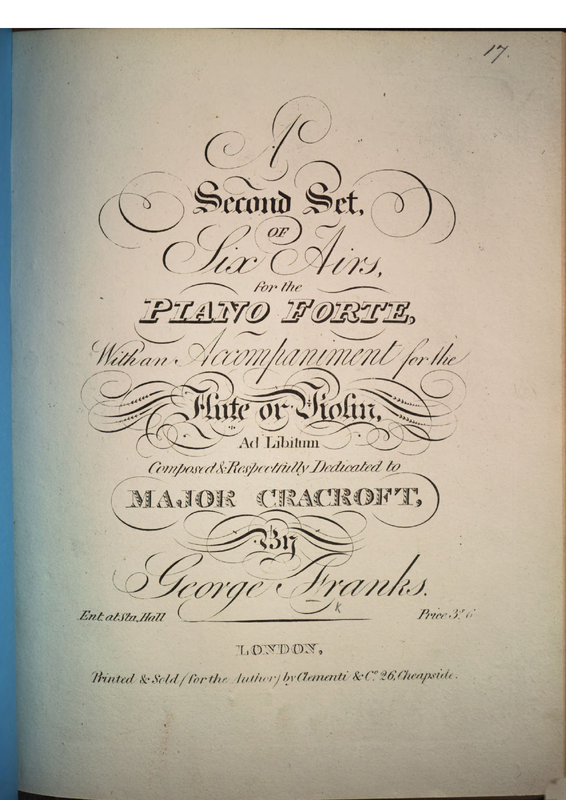 17.
A
Second Set,
OF
Six Airs,
for the
PIANO FORTE,
With an Accompaniment for the
Flute or Violin,
Ad Libitum
Composed & Respectfully Dedicated to
MAJOR CRACROFT,
By
George Franks.
k
Ent. at Sta. Hall
Price 3.s 6
LONDON,
Printed & Sold (for the Author) by Clementi & Co. 26, Cheapside.